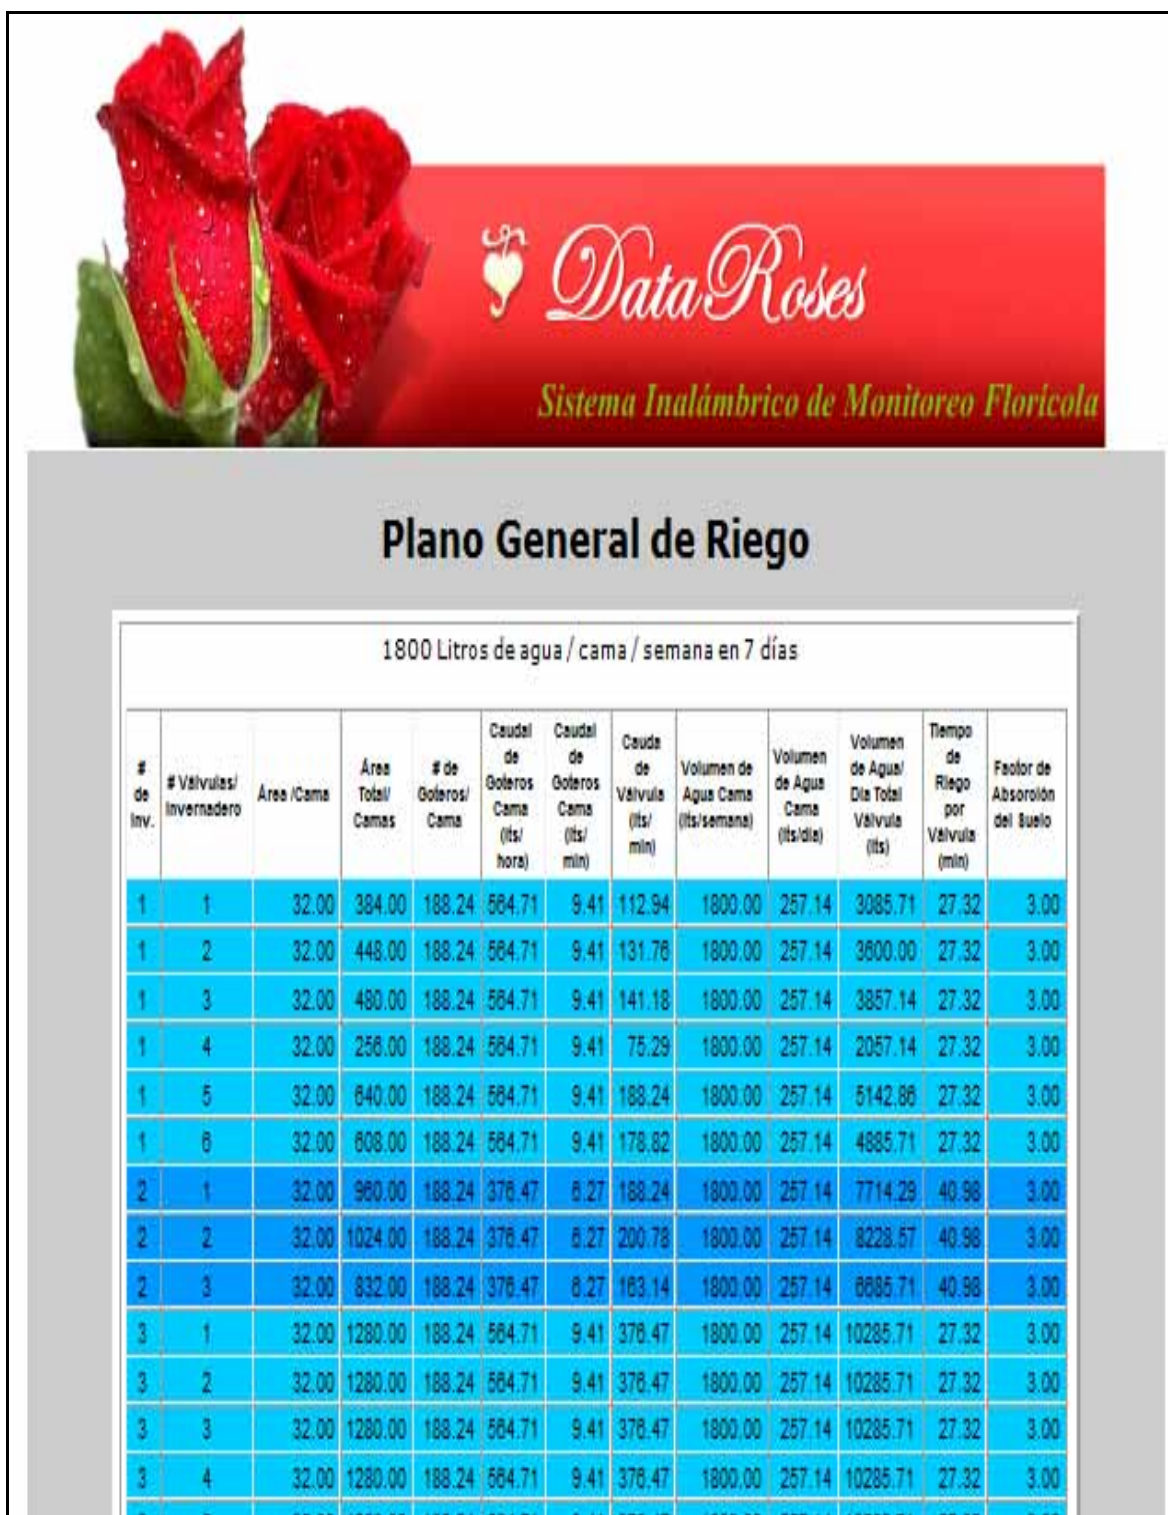 DataRoses
Sistema Inalámbrico de Monitoreo Florícola
Plano General de Riego
1800 Litros de agua / cama / semana en 7 días
# de Inv. # Válvulas/ Invernadero Área /Cama Área Total/ Camas # de Goteros/ Cama Caudal de Goteros Cama (lts/ hora) Caudal de Goteros Cama (lts/ min) Cauda de Válvula (lts/ min) Volumen de Agua Cama (lts/semana) Volumen de Agua Cama (lts/día) Volumen de Agua/ Día Total Válvula (lts) Tiempo de Riego por Válvula (min) Factor de Absorción del Suelo
1 1 32.00 384.00 188.24 564.71 9.41 112.94 1800.00 257.14 3085.71 27.32 3.00
1 2 32.00 448.00 188.24 564.71 9.41 131.76 1800.00 257.14 3600.00 27.32 3.00
1 3 32.00 480.00 188.24 564.71 9.41 141.18 1800.00 257.14 3857.14 27.32 3.00
1 4 32.00 256.00 188.24 564.71 9.41 75.29 1800.00 257.14 2057.14 27.32 3.00
1 5 32.00 640.00 188.24 564.71 9.41 188.24 1800.00 257.14 5142.86 27.32 3.00
1 6 32.00 608.00 188.24 564.71 9.41 178.82 1800.00 257.14 4885.71 27.32 3.00
2 1 32.00 960.00 188.24 376.47 6.27 188.24 1800.00 257.14 7714.29 40.98 3.00
2 2 32.00 1024.00 188.24 376.47 6.27 200.78 1800.00 257.14 8228.57 40.98 3.00
2 3 32.00 832.00 188.24 376.47 6.27 163.14 1800.00 257.14 6685.71 40.98 3.00
3 1 32.00 1280.00 188.24 564.71 9.41 376.47 1800.00 257.14 10285.71 27.32 3.00
3 2 32.00 1280.00 188.24 564.71 9.41 376.47 1800.00 257.14 10285.71 27.32 3.00
3 3 32.00 1280.00 188.24 564.71 9.41 376.47 1800.00 257.14 10285.71 27.32 3.00
3 4 32.00 1280.00 188.24 564.71 9.41 376.47 1800.00 257.14 10285.71 27.32 3.00